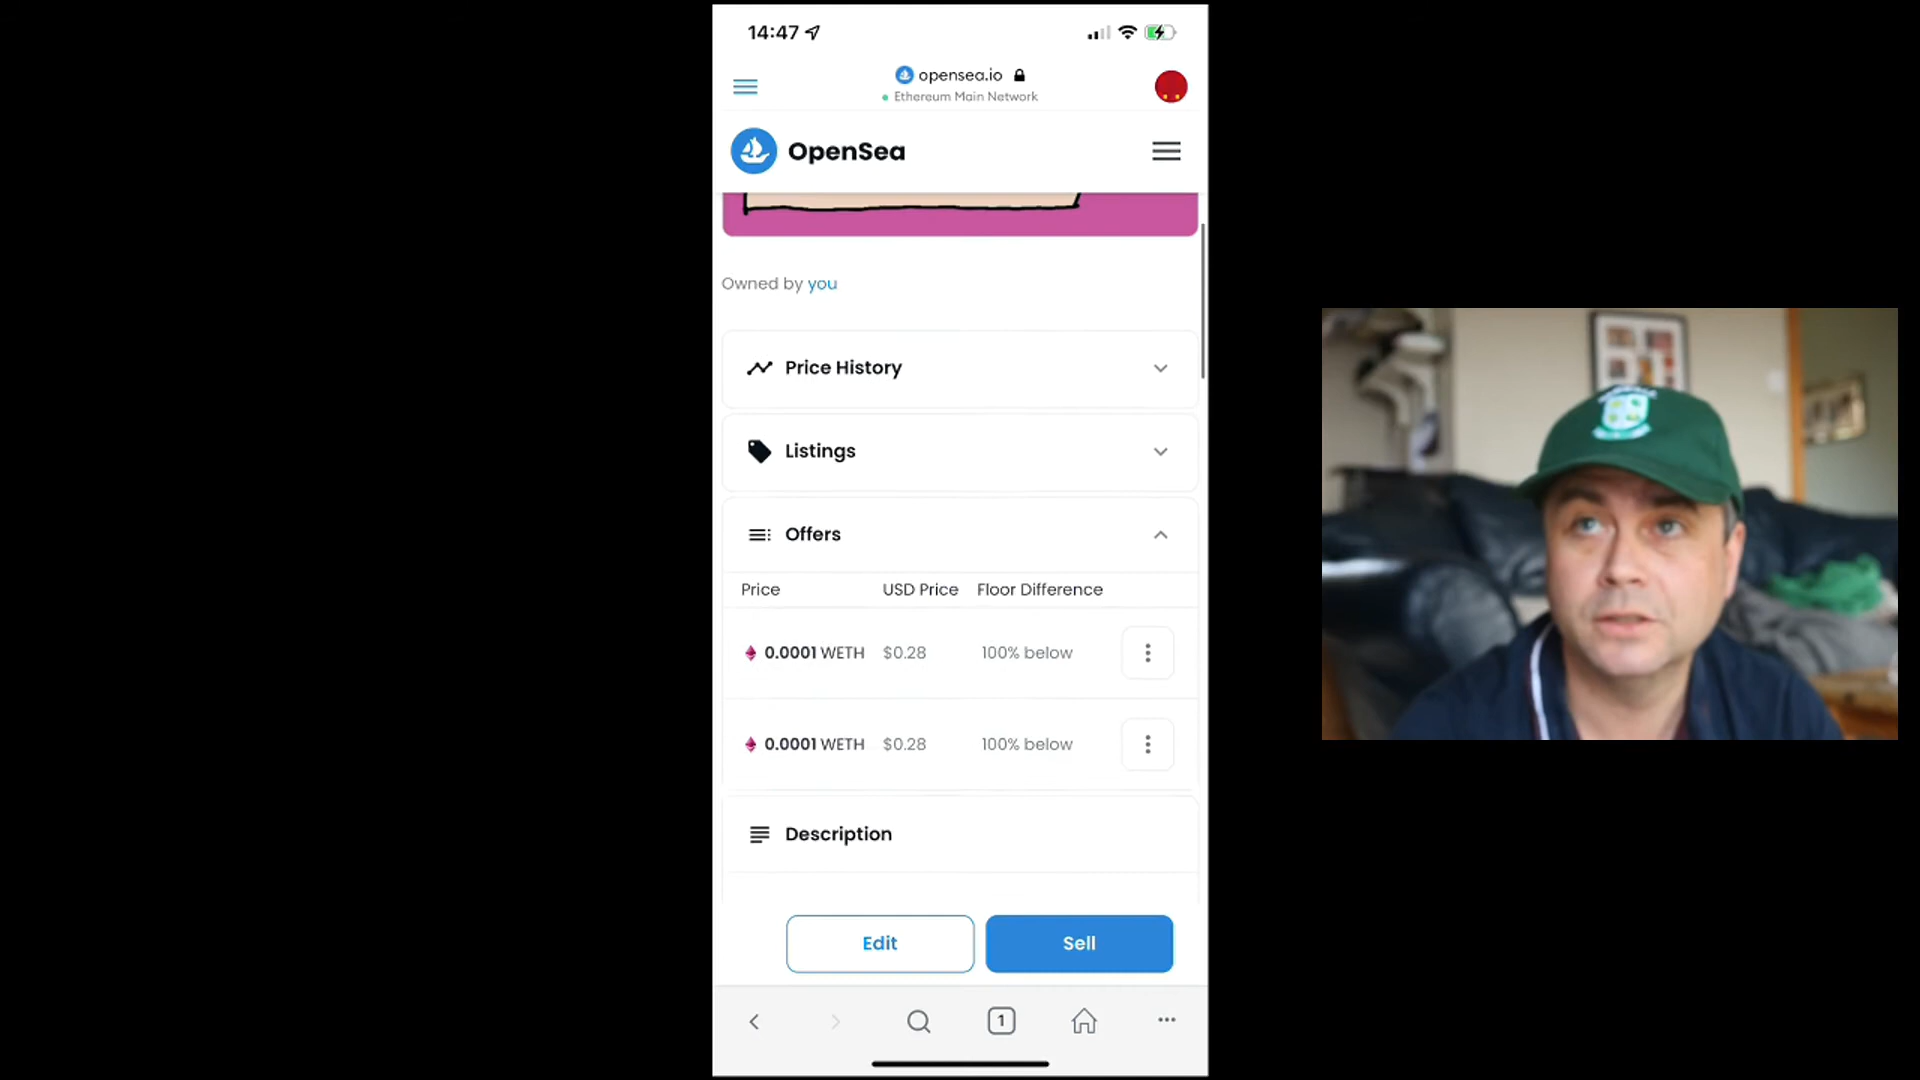 14:47
opensea.io
Ethereum Main Network
OpenSea
Owned by you
Price History
Listings
Offers
Price USD Price Floor Difference
0.0001 WETH $0.28 100% below
0.0001 WETH $0.28 100% below
Description
Edit Sell
1